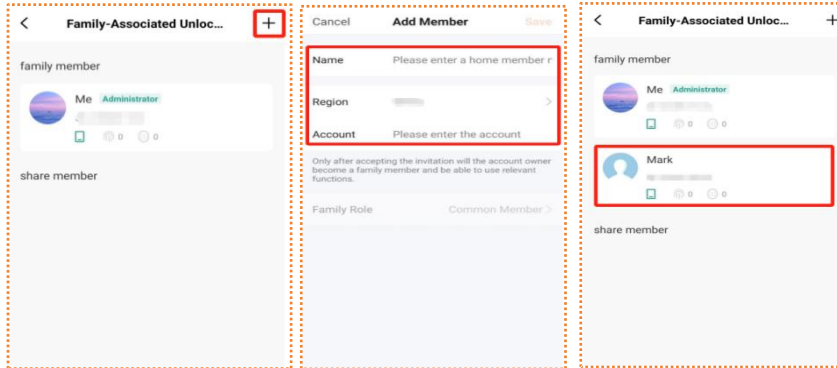 Family-Associated Unloc... +
family member
Me Administrator
0 0
share member
Cancel Add Member Save
Name Please enter a home member r
Region
Account Please enter the account
Only after accepting the invitation will the account owner
become a family member and be able to use relevant
functions.
Family Role Common Member >
Family-Associated Unloc... +
family member
Me Administrator
0 0
Mark
0 0
share member